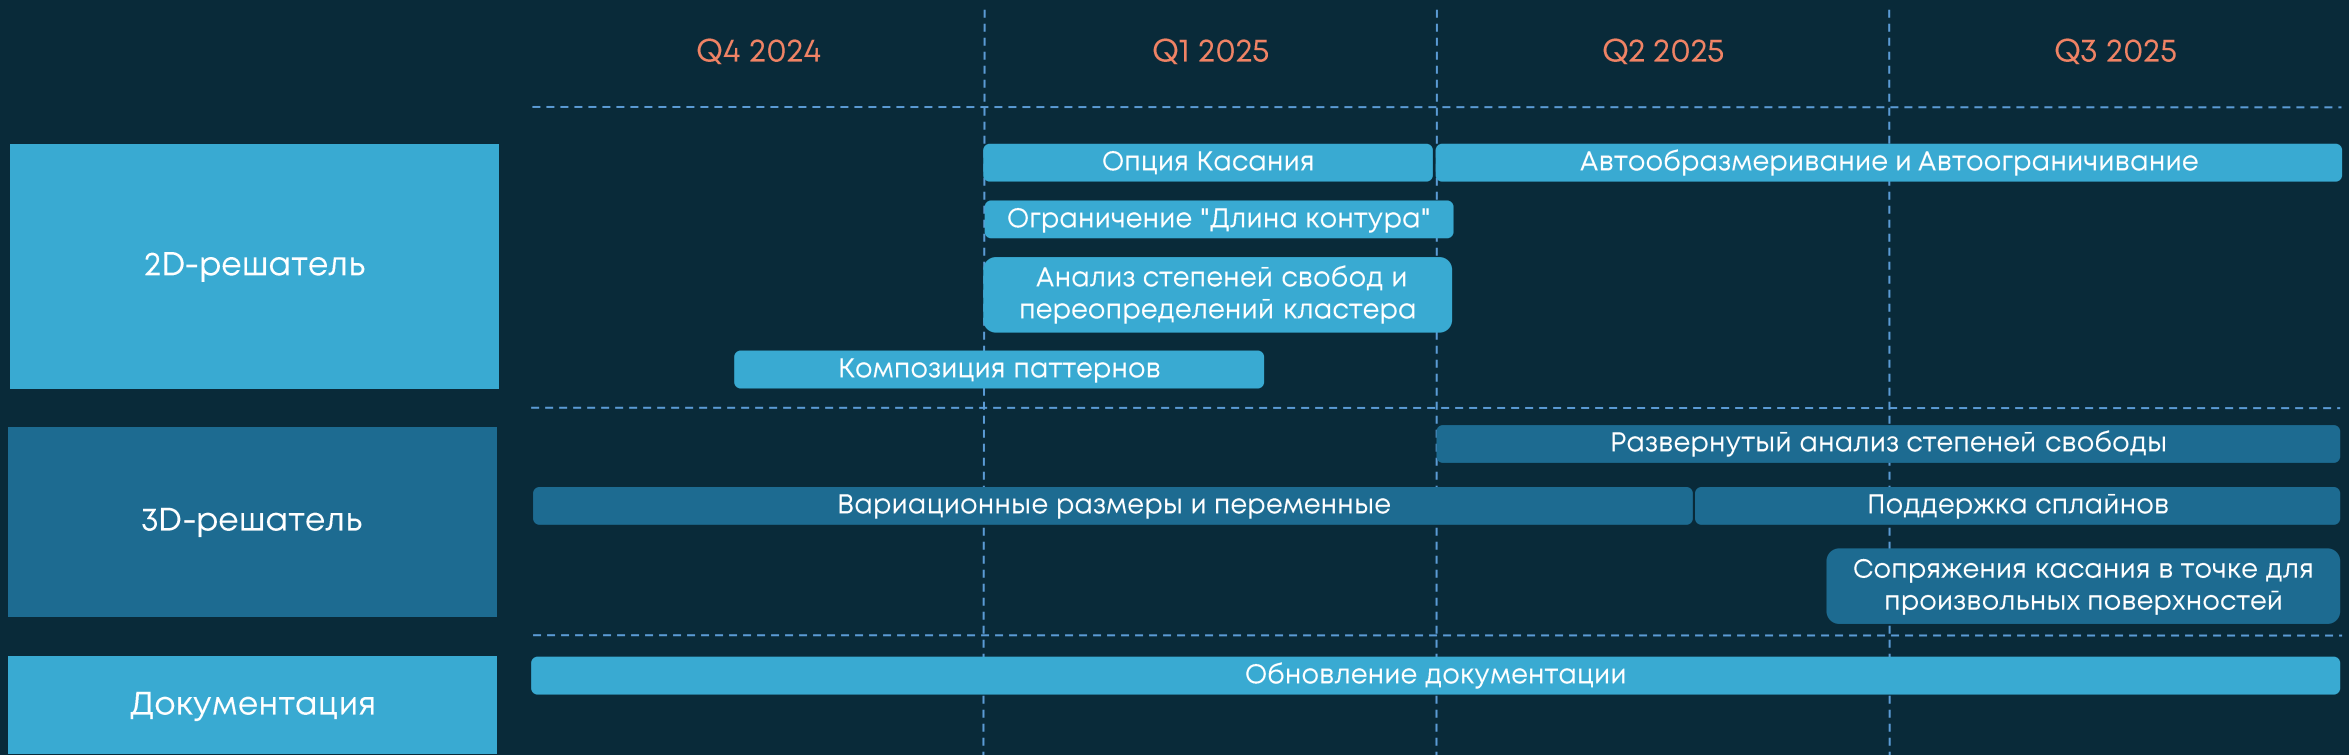 Q4 2024
Q1 2025
Q2 2025
Q3 2025
2D-решатель
Опция Касания
Автообразмеривание и Автоограничивание
Ограничение "Длина контура"
Анализ степеней свобод и
переопределений кластера
Композиция паттернов
3D-решатель
Развернутый анализ степеней свободы
Вариационные размеры и переменные
Поддержка сплайнов
Сопряжения касания в точке для
произвольных поверхностей
Документация
Обновление документации